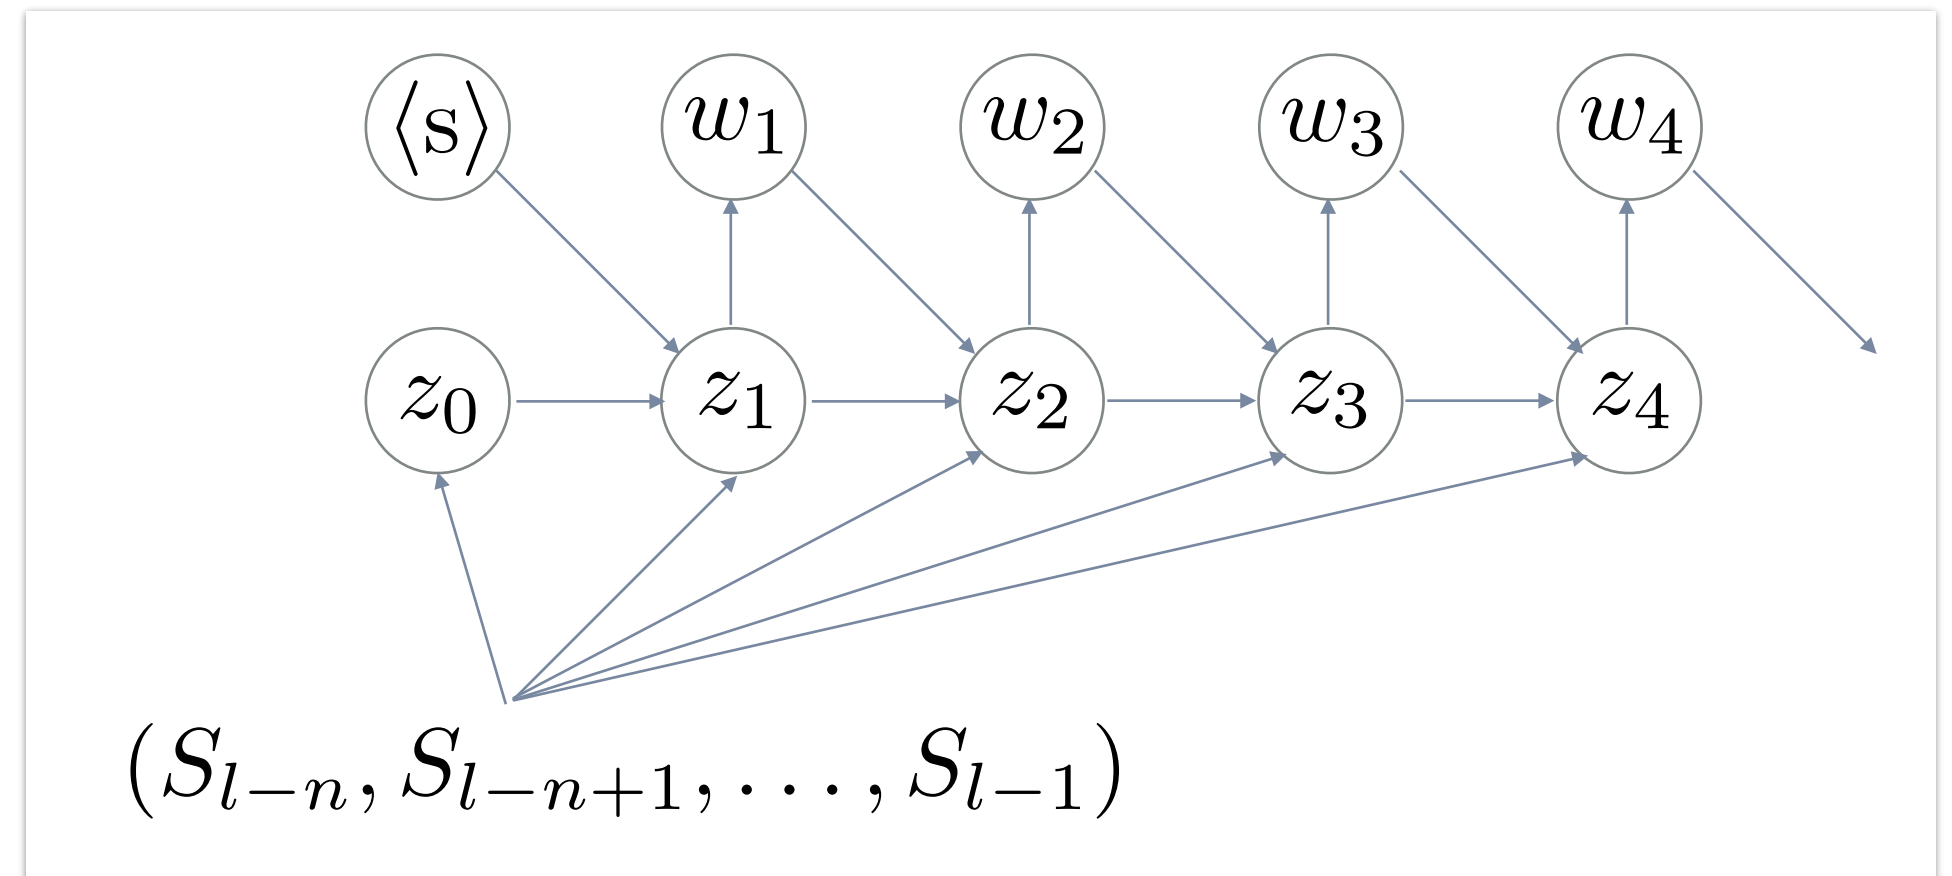 ⟨s⟩ w₁ w₂ w₃ w₄
z₀ z₁ z₂ z₃ z₄
(S_{l−n}, S_{l−n+1}, . . . , S_{l−1})